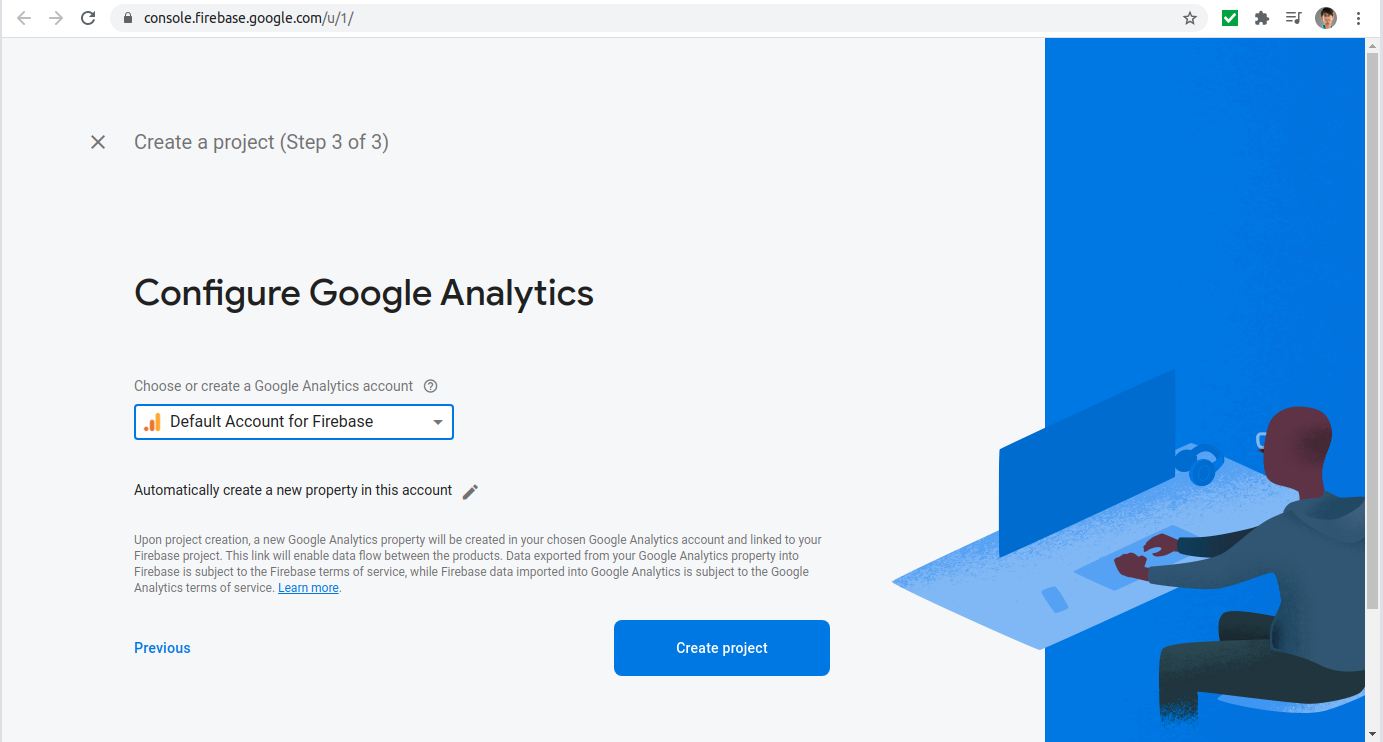 console.firebase.google.com/u/1/
Create a project (Step 3 of 3)
Configure Google Analytics
Choose or create a Google Analytics account
Default Account for Firebase
Automatically create a new property in this account
Upon project creation, a new Google Analytics property will be created in your chosen Google Analytics account and linked to your
Firebase project. This link will enable data flow between the products. Data exported from your Google Analytics property into
Firebase is subject to the Firebase terms of service, while Firebase data imported into Google Analytics is subject to the Google
Analytics terms of service. Learn more.
Previous
Create project